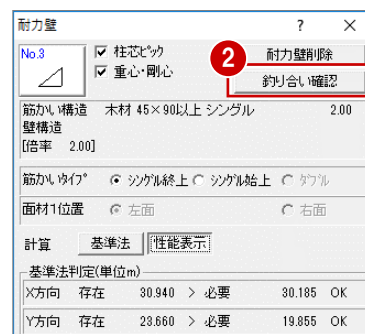 耐力壁 ? ×
No.3
柱芯ﾋﾟｯｸ
重心・剛心
2
耐力壁削除
釣り合い確認
筋かい構造 木材 45×90以上 シングル 2.00
壁構造
[倍率 2.00]
筋かいﾀｲﾌﾟ ｼﾝｸﾞﾙ終上 ｼﾝｸﾞﾙ始上 ﾀﾞﾌﾞﾙ
面材1位置 左面 右面
計算 基準法 性能表示
基準法判定(単位m)
X方向 存在 30.940 > 必要 30.185 OK
Y方向 存在 23.660 > 必要 19.855 OK